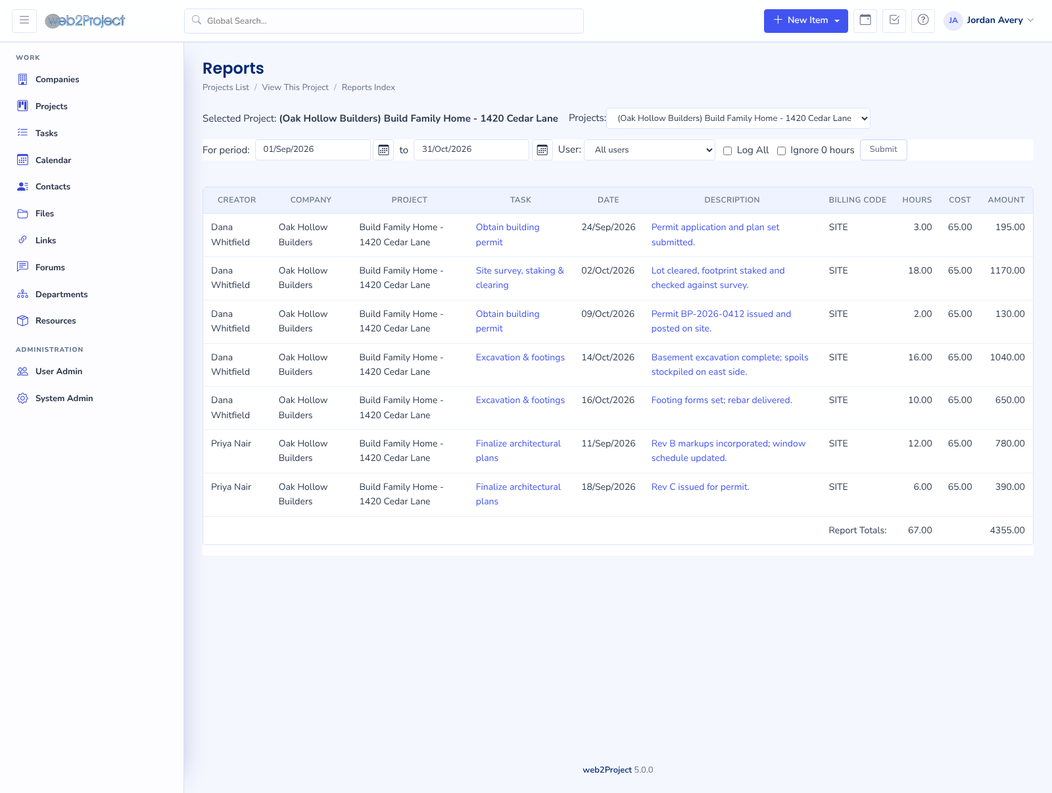 web2Project
Global Search...
New Item
JA Jordan Avery
WORK
Companies
Projects
Tasks
Calendar
Contacts
Files
Links
Forums
Departments
Resources
ADMINISTRATION
User Admin
System Admin
Reports
Projects List / View This Project / Reports Index
Selected Project: (Oak Hollow Builders) Build Family Home - 1420 Cedar Lane Projects: (Oak Hollow Builders) Build Family Home - 1420 Cedar Lane
For period: 01/Sep/2026 to 31/Oct/2026 User: All users Log All Ignore 0 hours Submit
CREATOR COMPANY PROJECT TASK DATE DESCRIPTION BILLING CODE HOURS COST AMOUNT
Dana Oak Hollow Build Family Home - Obtain building 24/Sep/2026 Permit application and plan set SITE 3.00 65.00 195.00
Whitfield Builders 1420 Cedar Lane permit submitted.
Dana Oak Hollow Build Family Home - Site survey, staking & 02/Oct/2026 Lot cleared, footprint staked and SITE 18.00 65.00 1170.00
Whitfield Builders 1420 Cedar Lane clearing checked against survey.
Dana Oak Hollow Build Family Home - Obtain building 09/Oct/2026 Permit BP-2026-0412 issued and SITE 2.00 65.00 130.00
Whitfield Builders 1420 Cedar Lane permit posted on site.
Dana Oak Hollow Build Family Home - Excavation & footings 14/Oct/2026 Basement excavation complete; spoils SITE 16.00 65.00 1040.00
Whitfield Builders 1420 Cedar Lane stockpiled on east side.
Dana Oak Hollow Build Family Home - Excavation & footings 16/Oct/2026 Footing forms set; rebar delivered. SITE 10.00 65.00 650.00
Whitfield Builders 1420 Cedar Lane
Priya Nair Oak Hollow Build Family Home - Finalize architectural 11/Sep/2026 Rev B markups incorporated; window SITE 12.00 65.00 780.00
Builders 1420 Cedar Lane plans schedule updated.
Priya Nair Oak Hollow Build Family Home - Finalize architectural 18/Sep/2026 Rev C issued for permit. SITE 6.00 65.00 390.00
Builders 1420 Cedar Lane plans
Report Totals: 67.00 4355.00
web2Project 5.0.0